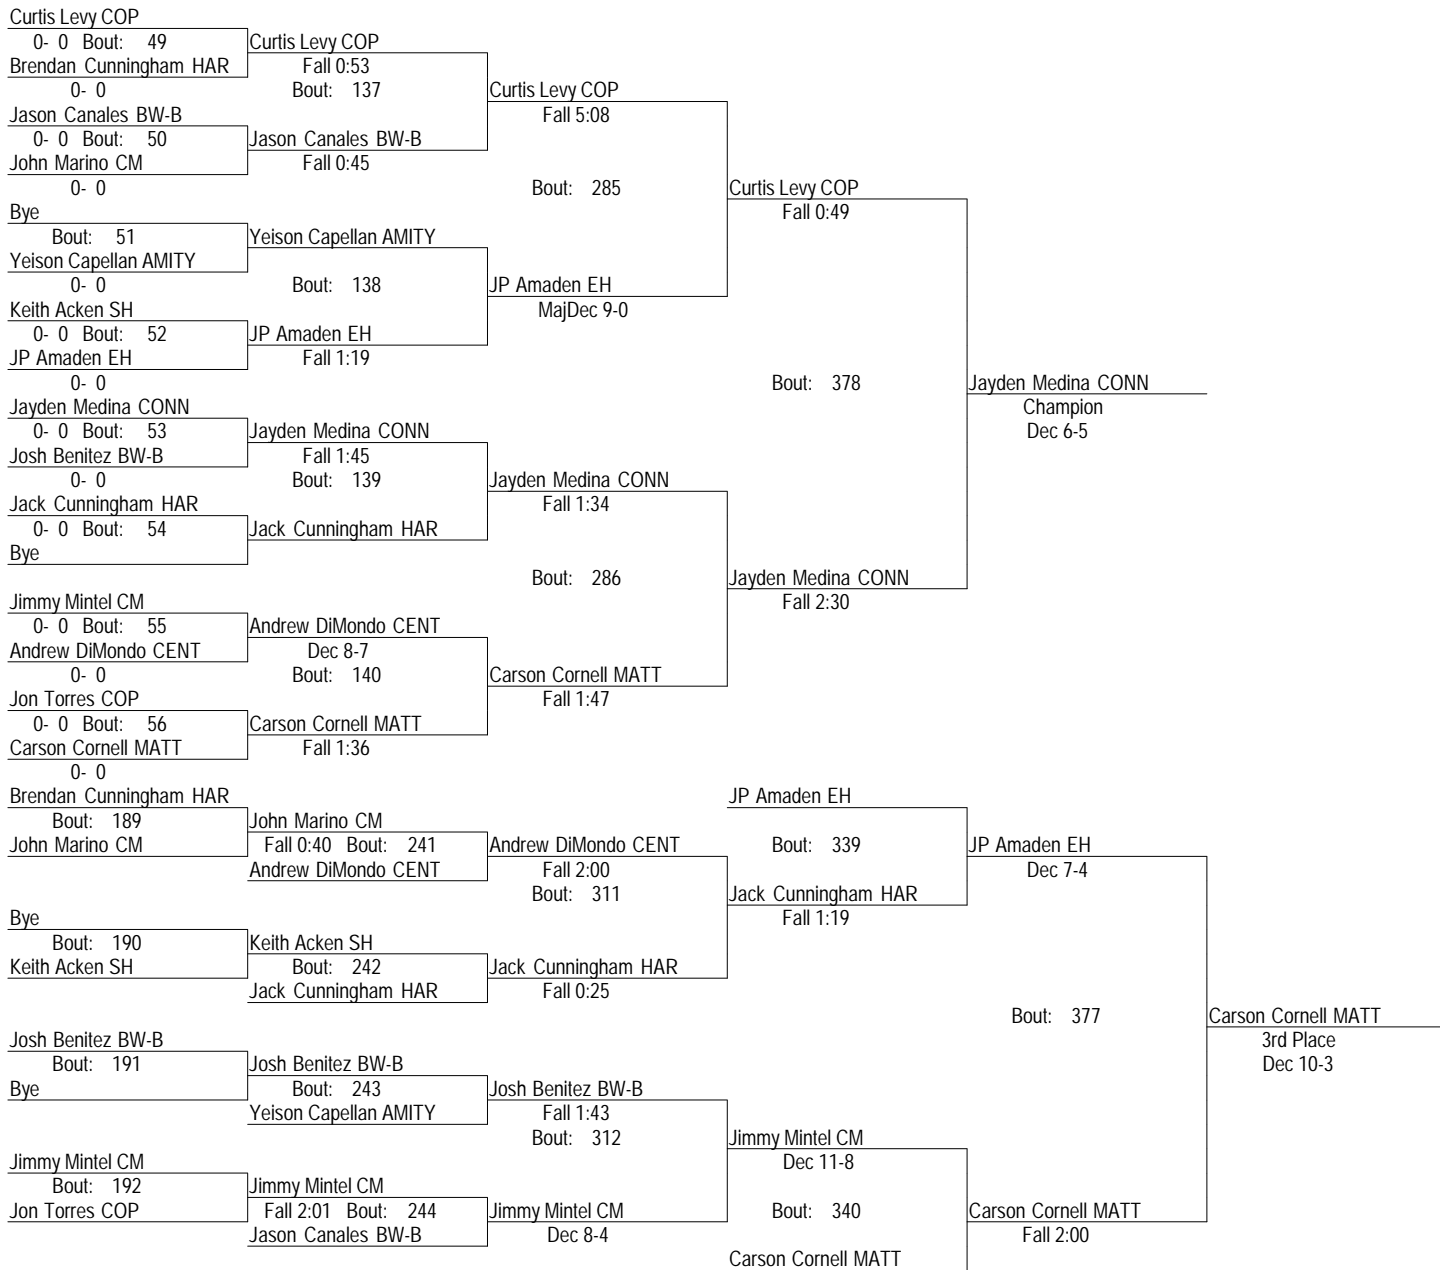 Curtis Levy COP
0- 0 Bout: 49
Curtis Levy COP
Brendan Cunningham HAR
Fall 0:53
0- 0
Bout: 137
Curtis Levy COP
Jason Canales BW-B
Fall 5:08
0- 0 Bout: 50
Jason Canales BW-B
John Marino CM
Fall 0:45
0- 0
Bout: 285
Curtis Levy COP
Bye
Fall 0:49
Bout: 51
Yeison Capellan AMITY
Yeison Capellan AMITY
0- 0
Bout: 138
JP Amaden EH
Keith Acken SH
MajDec 9-0
0- 0 Bout: 52
JP Amaden EH
JP Amaden EH
Fall 1:19
0- 0
Bout: 378
Jayden Medina CONN
Jayden Medina CONN
Champion
0- 0 Bout: 53
Jayden Medina CONN
Dec 6-5
Josh Benitez BW-B
Fall 1:45
0- 0
Bout: 139
Jayden Medina CONN
Jack Cunningham HAR
Fall 1:34
0- 0 Bout: 54
Jack Cunningham HAR
Bye
Bout: 286
Jayden Medina CONN
Jimmy Mintel CM
Fall 2:30
0- 0 Bout: 55
Andrew DiMondo CENT
Andrew DiMondo CENT
Dec 8-7
0- 0
Bout: 140
Carson Cornell MATT
Jon Torres COP
Fall 1:47
0- 0 Bout: 56
Carson Cornell MATT
Carson Cornell MATT
Fall 1:36
0- 0
Brendan Cunningham HAR
JP Amaden EH
Bout: 189
John Marino CM
John Marino CM
Fall 0:40 Bout: 241
Andrew DiMondo CENT
Bout: 339
JP Amaden EH
Andrew DiMondo CENT
Fall 2:00
Dec 7-4
Bout: 311
Jack Cunningham HAR
Bye
Fall 1:19
Bout: 190
Keith Acken SH
Keith Acken SH
Bout: 242
Jack Cunningham HAR
Jack Cunningham HAR
Fall 0:25
Bout: 377
Carson Cornell MATT
Josh Benitez BW-B
3rd Place
Bout: 191
Josh Benitez BW-B
Dec 10-3
Bye
Bout: 243
Josh Benitez BW-B
Yeison Capellan AMITY
Fall 1:43
Bout: 312
Jimmy Mintel CM
Jimmy Mintel CM
Dec 11-8
Bout: 192
Jimmy Mintel CM
Jon Torres COP
Fall 2:01 Bout: 244
Jimmy Mintel CM
Bout: 340
Carson Cornell MATT
Jason Canales BW-B
Dec 8-4
Fall 2:00
Carson Cornell MATT